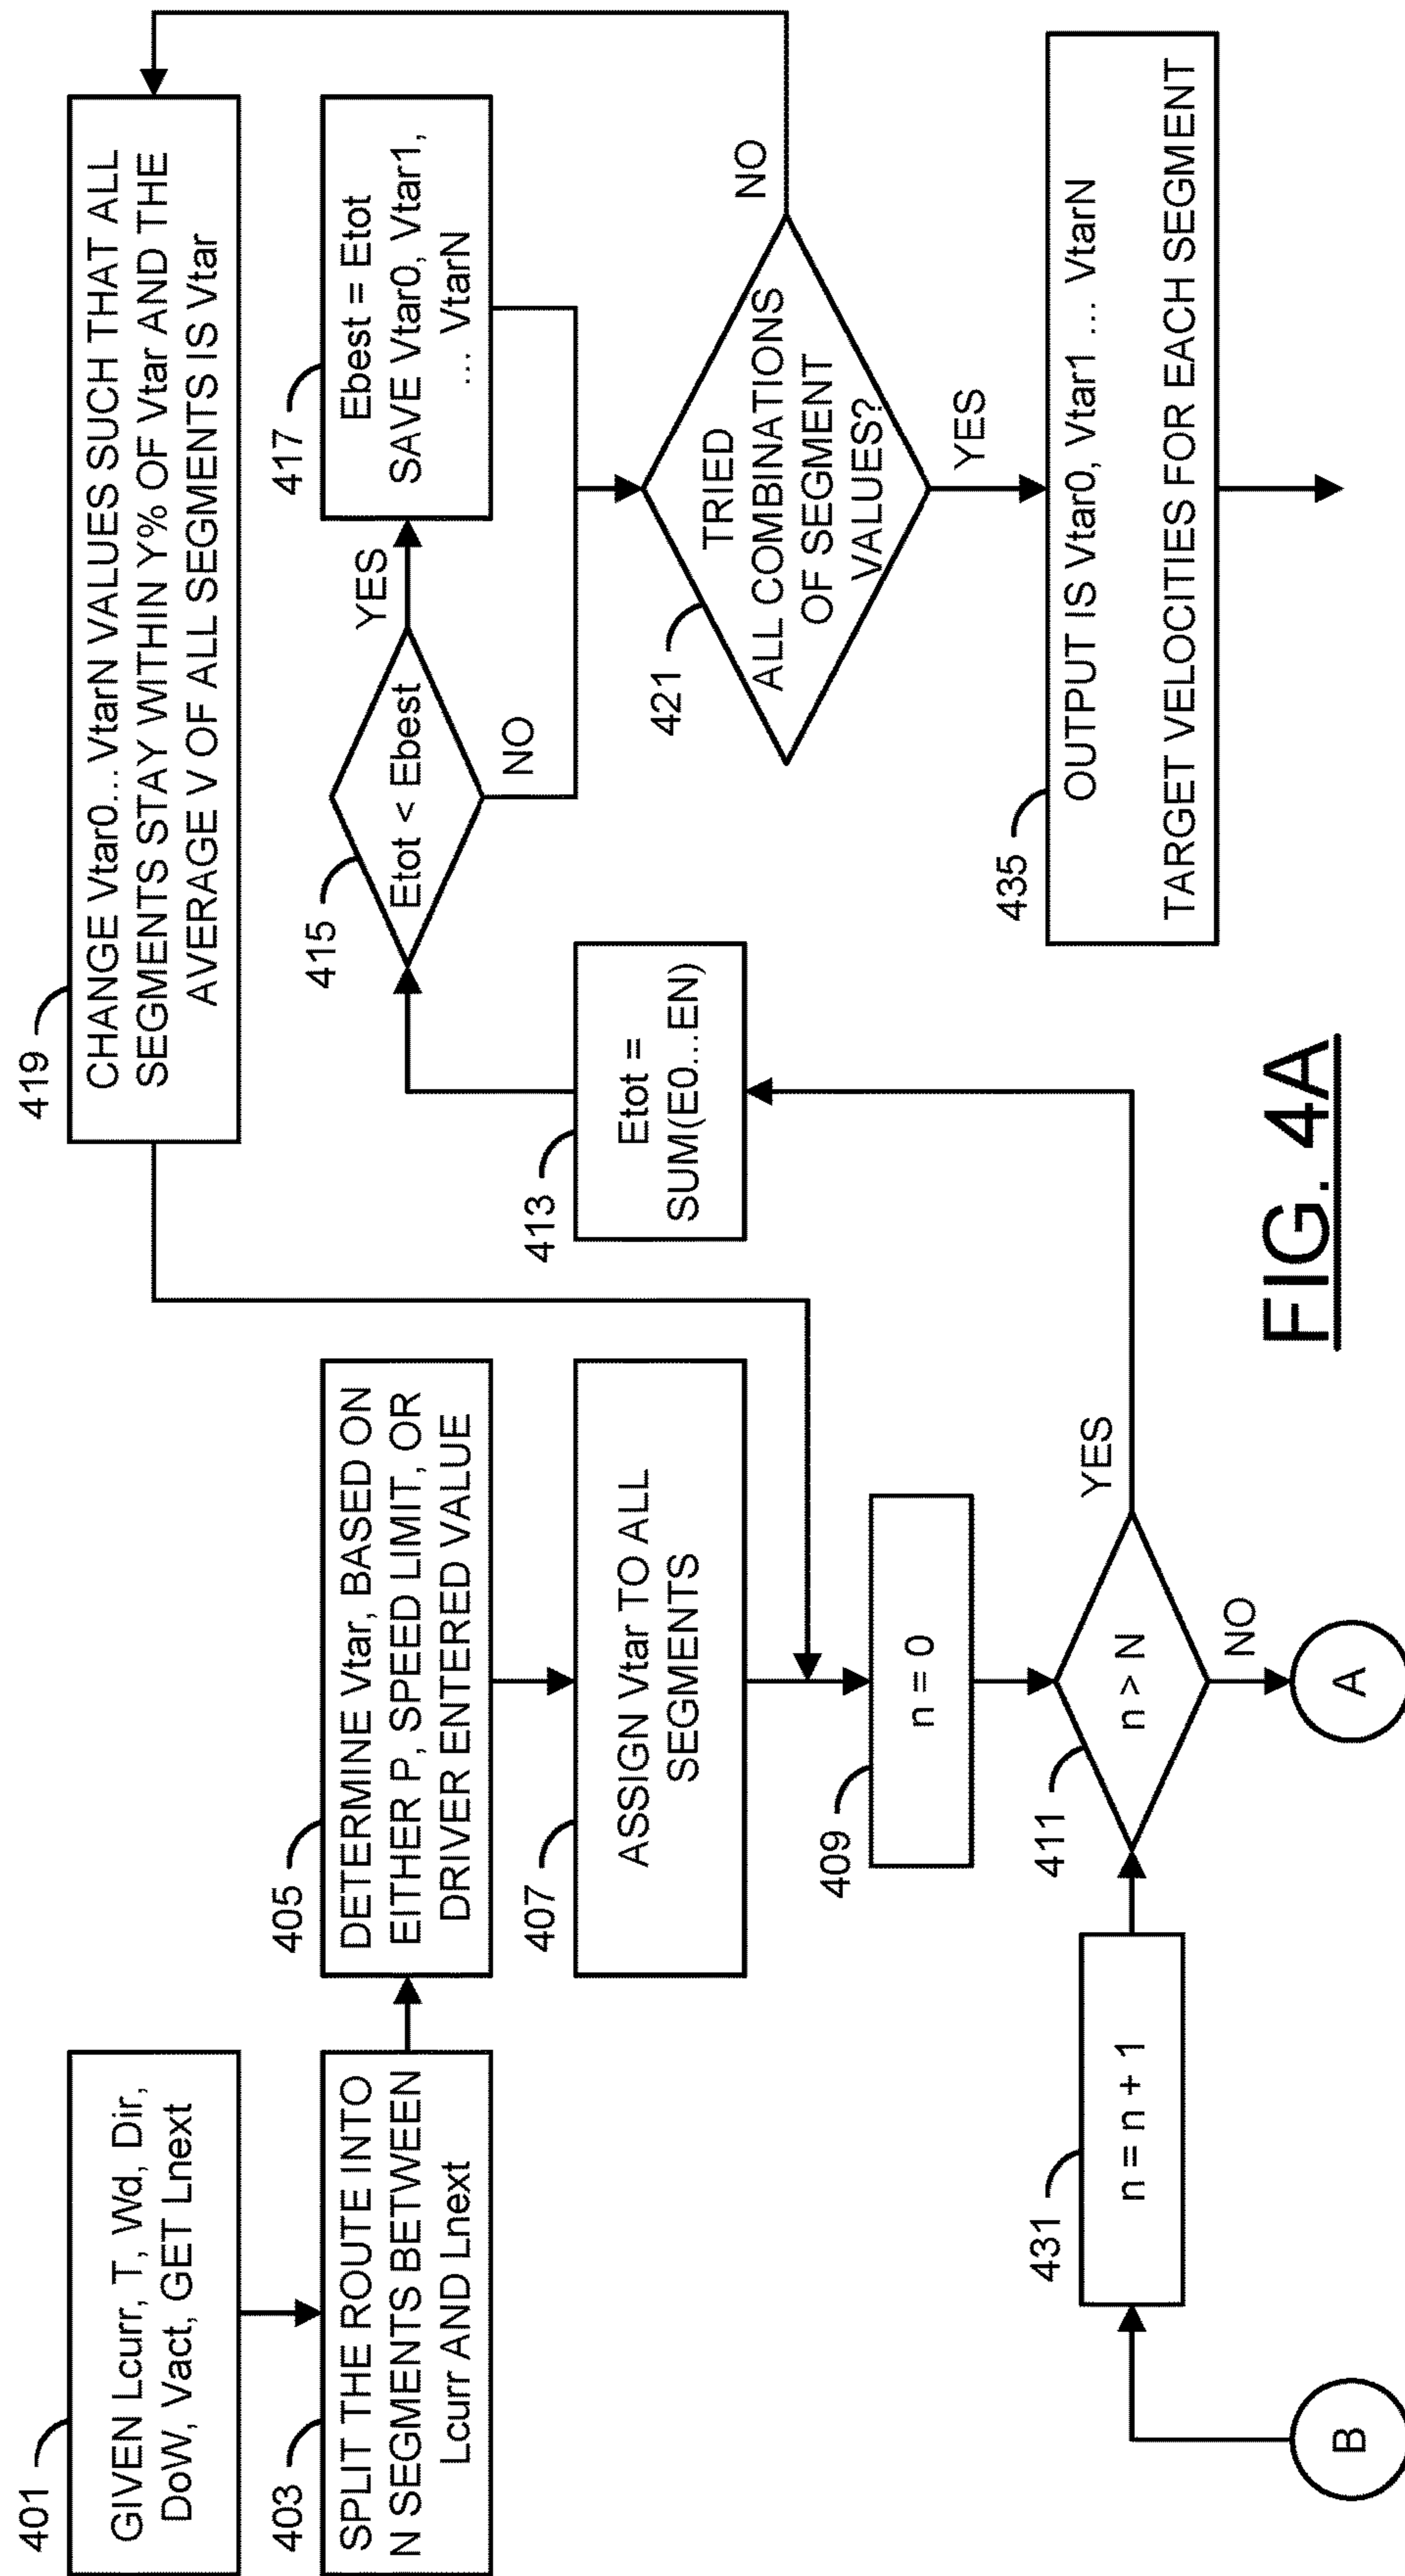 401
GIVEN Lcurr, T, Wd, Dir,
DoW, Vact, GET Lnext
403
SPLIT THE ROUTE INTO
N SEGMENTS BETWEEN
Lcurr AND Lnext
405
DETERMINE Vtar, BASED ON
EITHER P, SPEED LIMIT, OR
DRIVER ENTERED VALUE
407
ASSIGN Vtar TO ALL
SEGMENTS
409
n = 0
411
n > N
YES
NO
A
B
431
n = n + 1
413
Etot =
SUM(E0...EN)
415
Etot < Ebest
YES
NO
417
Ebest = Etot
SAVE Vtar0, Vtar1,
... VtarN
419
CHANGE Vtar0... VtarN VALUES SUCH THAT ALL
SEGMENTS STAY WITHIN Y% OF Vtar AND THE
AVERAGE V OF ALL SEGMENTS IS Vtar
421
TRIED
ALL COMBINATIONS
OF SEGMENT
VALUES?
NO
YES
435
OUTPUT IS Vtar0, Vtar1 ... VtarN
TARGET VELOCITIES FOR EACH SEGMENT
FIG. 4A